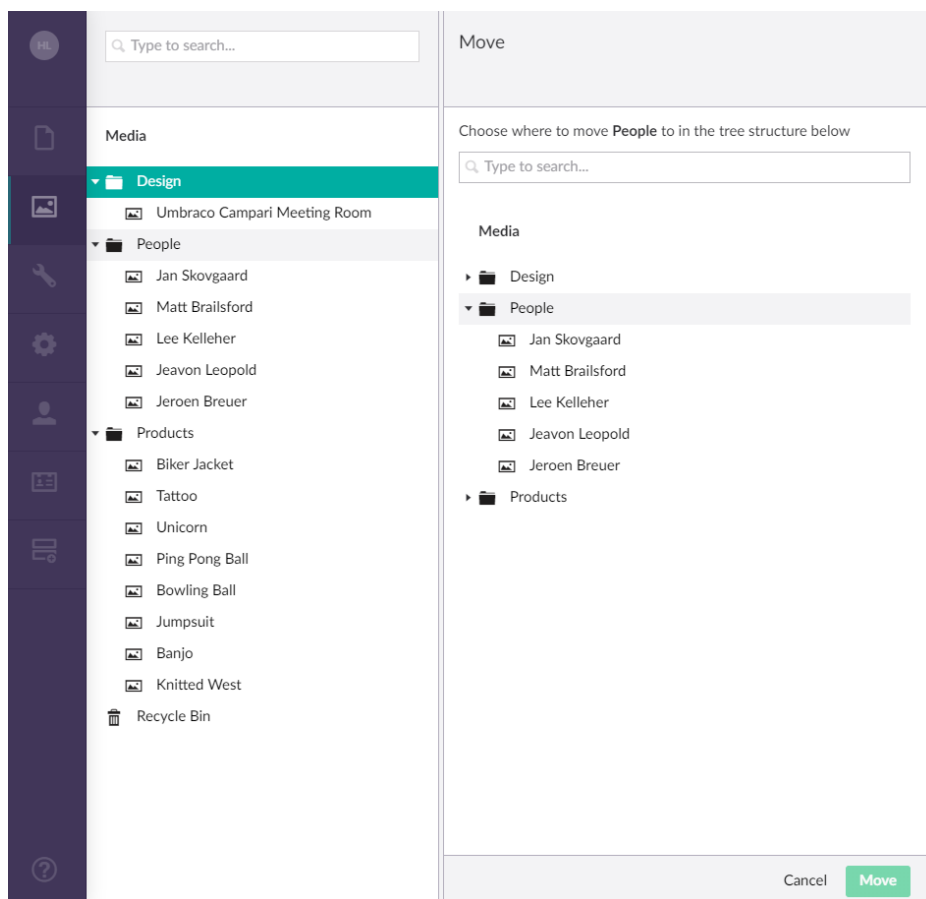 HL
Type to search...
Media
Design
Umbraco Campari Meeting Room
People
Jan Skovgaard
Matt Brailsford
Lee Kelleher
Jeavon Leopold
Jeroen Breuer
Products
Biker Jacket
Tattoo
Unicorn
Ping Pong Ball
Bowling Ball
Jumpsuit
Banjo
Knitted West
Recycle Bin
Move
Choose where to move People to in the tree structure below
Type to search...
Media
Design
People
Jan Skovgaard
Matt Brailsford
Lee Kelleher
Jeavon Leopold
Jeroen Breuer
Products
Cancel
Move